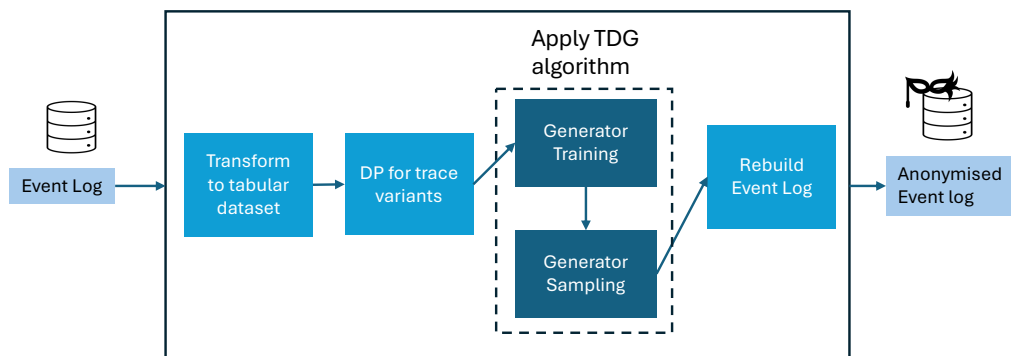 Event Log
Transform
to tabular
dataset
DP for trace
variants
Apply TDG
algorithm
Generator
Training
Generator
Sampling
Rebuild
Event Log
Anonymised
Event log